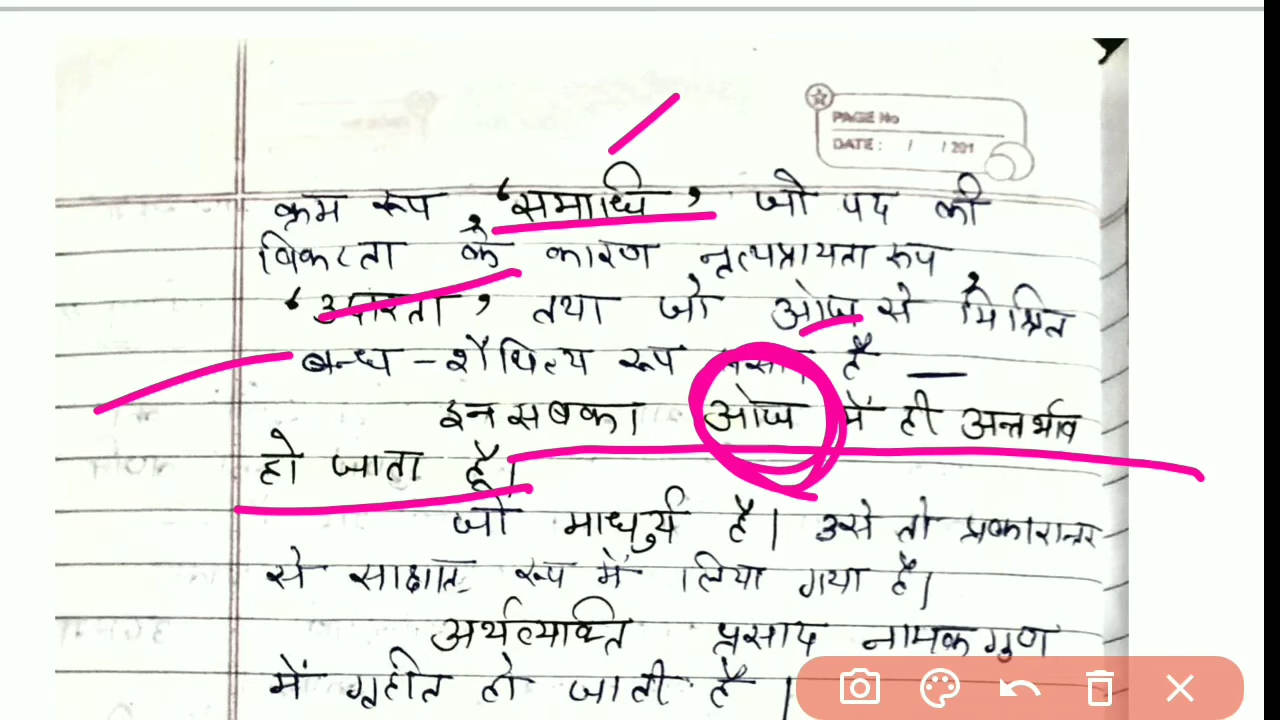 PAGE No
DATE: / /201
क्रम रूप 'समाधि', जो पद की
विकटता के कारण नृत्यप्रायता रूप
'उदारता', तथा जो ओज से मिश्रित
बन्ध - शैथिल्य रूप प्रसाद है —
इन सबका ओज में ही अन्तर्भाव
हो जाता है।
जो माधुर्य है। उसे तो प्रकारान्तर
से साक्षात रूप में लिया गया है।
अर्थव्यक्ति प्रसाद नामक गुण
में गृहीत हो जाती है।